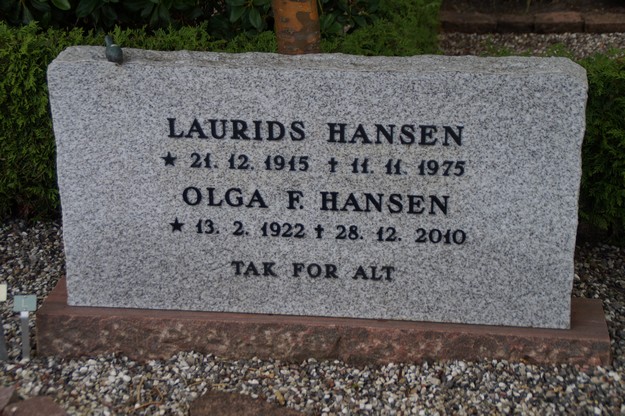 LAURIDS HANSEN
★ 21. 12. 1915 † 11. 11. 1975
OLGA F. HANSEN
★ 13. 2. 1922 † 28. 12. 2010
TAK FOR ALT